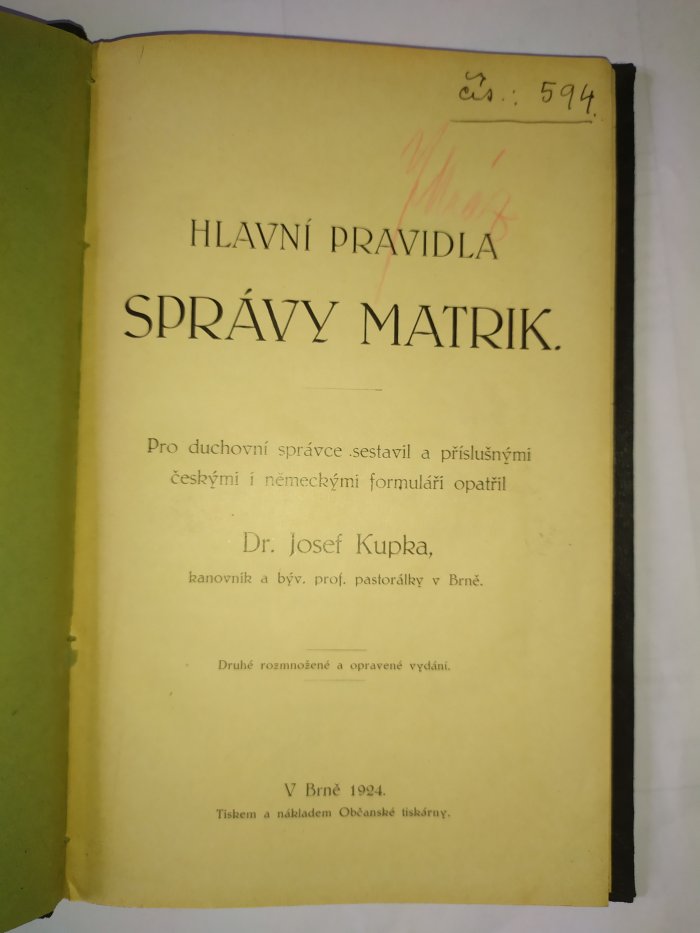 čís.: 594.
HLAVNÍ PRAVIDLA
SPRÁVY MATRIK.
Pro duchovní správce sestavil a příslušnými
českými i německými formuláři opatřil
Dr. Josef Kupka,
kanovník a býv. prof. pastorálky v Brně.
Druhé rozmnožené a opravené vydání.
V Brně 1924.
Tiskem a nákladem Občanské tiskárny.